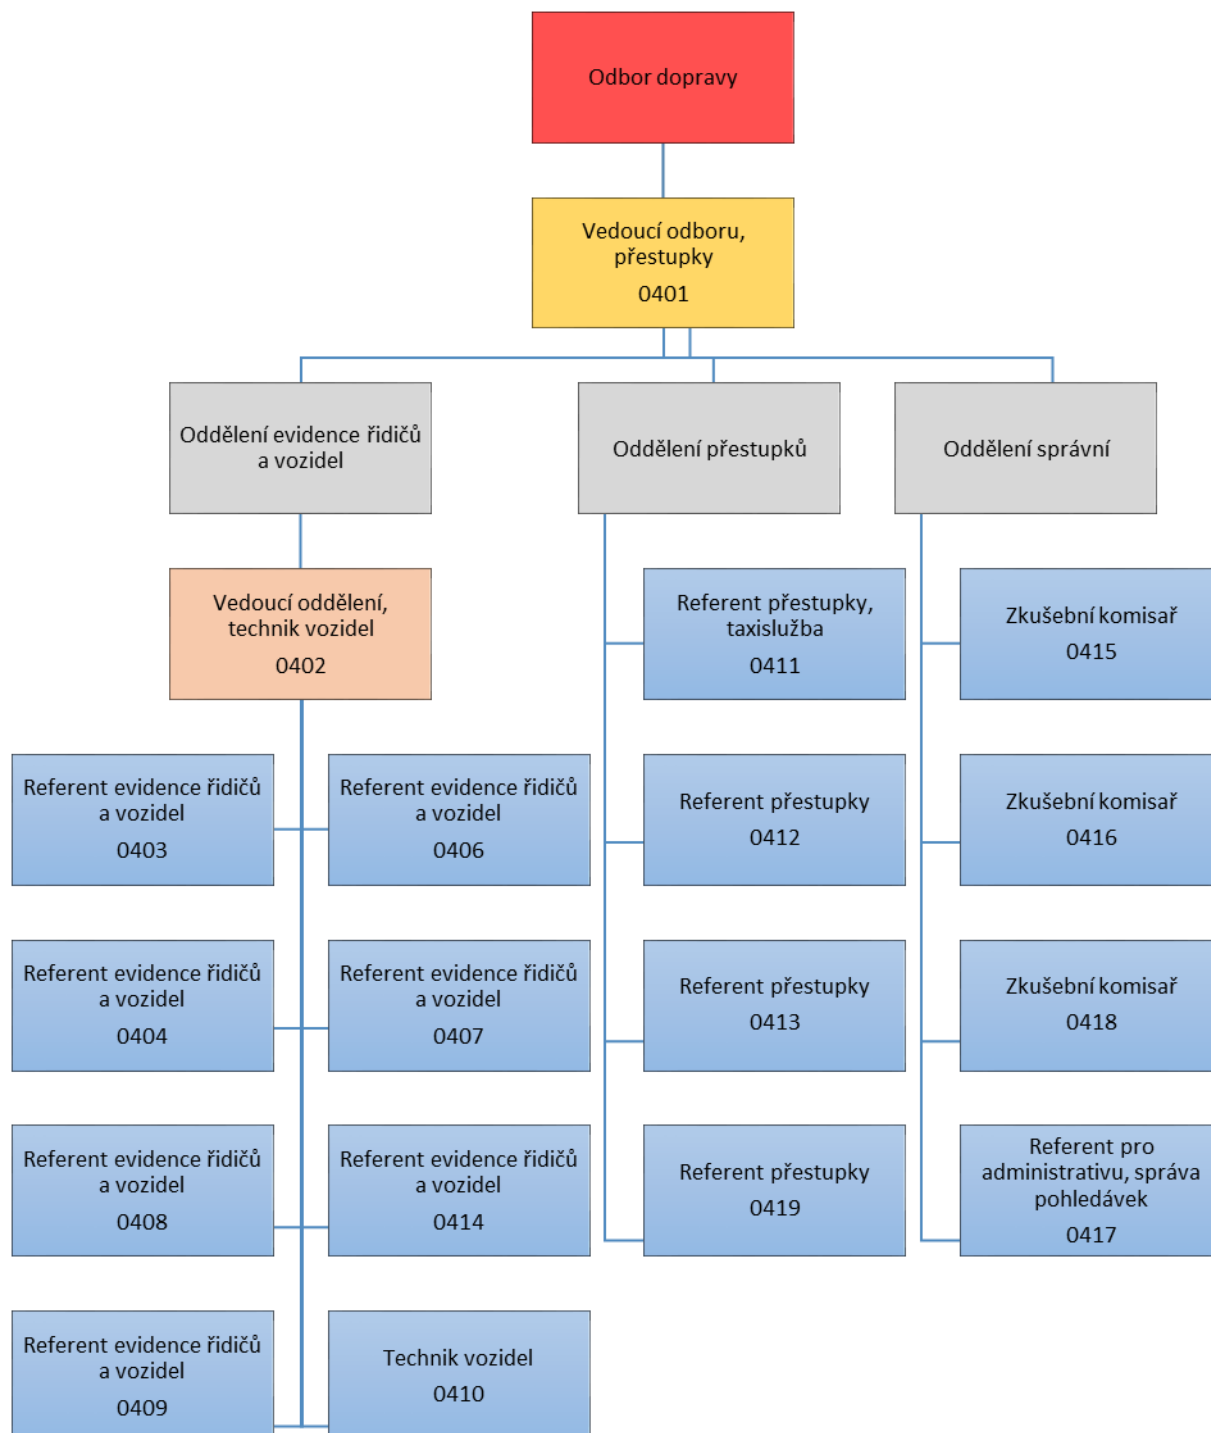 Odbor dopravy
Vedoucí odboru,
přestupky
0401
Oddělení evidence řidičů
a vozidel
Oddělení přestupků
Oddělení správní
Vedoucí oddělení,
technik vozidel
0402
Referent přestupky,
taxislužba
0411
Zkušební komisař
0415
Referent evidence řidičů
a vozidel
0403
Referent evidence řidičů
a vozidel
0406
Referent přestupky
0412
Zkušební komisař
0416
Referent evidence řidičů
a vozidel
0404
Referent evidence řidičů
a vozidel
0407
Referent přestupky
0413
Zkušební komisař
0418
Referent evidence řidičů
a vozidel
0408
Referent evidence řidičů
a vozidel
0414
Referent přestupky
0419
Referent pro
administrativu, správa
pohledávek
0417
Referent evidence řidičů
a vozidel
0409
Technik vozidel
0410